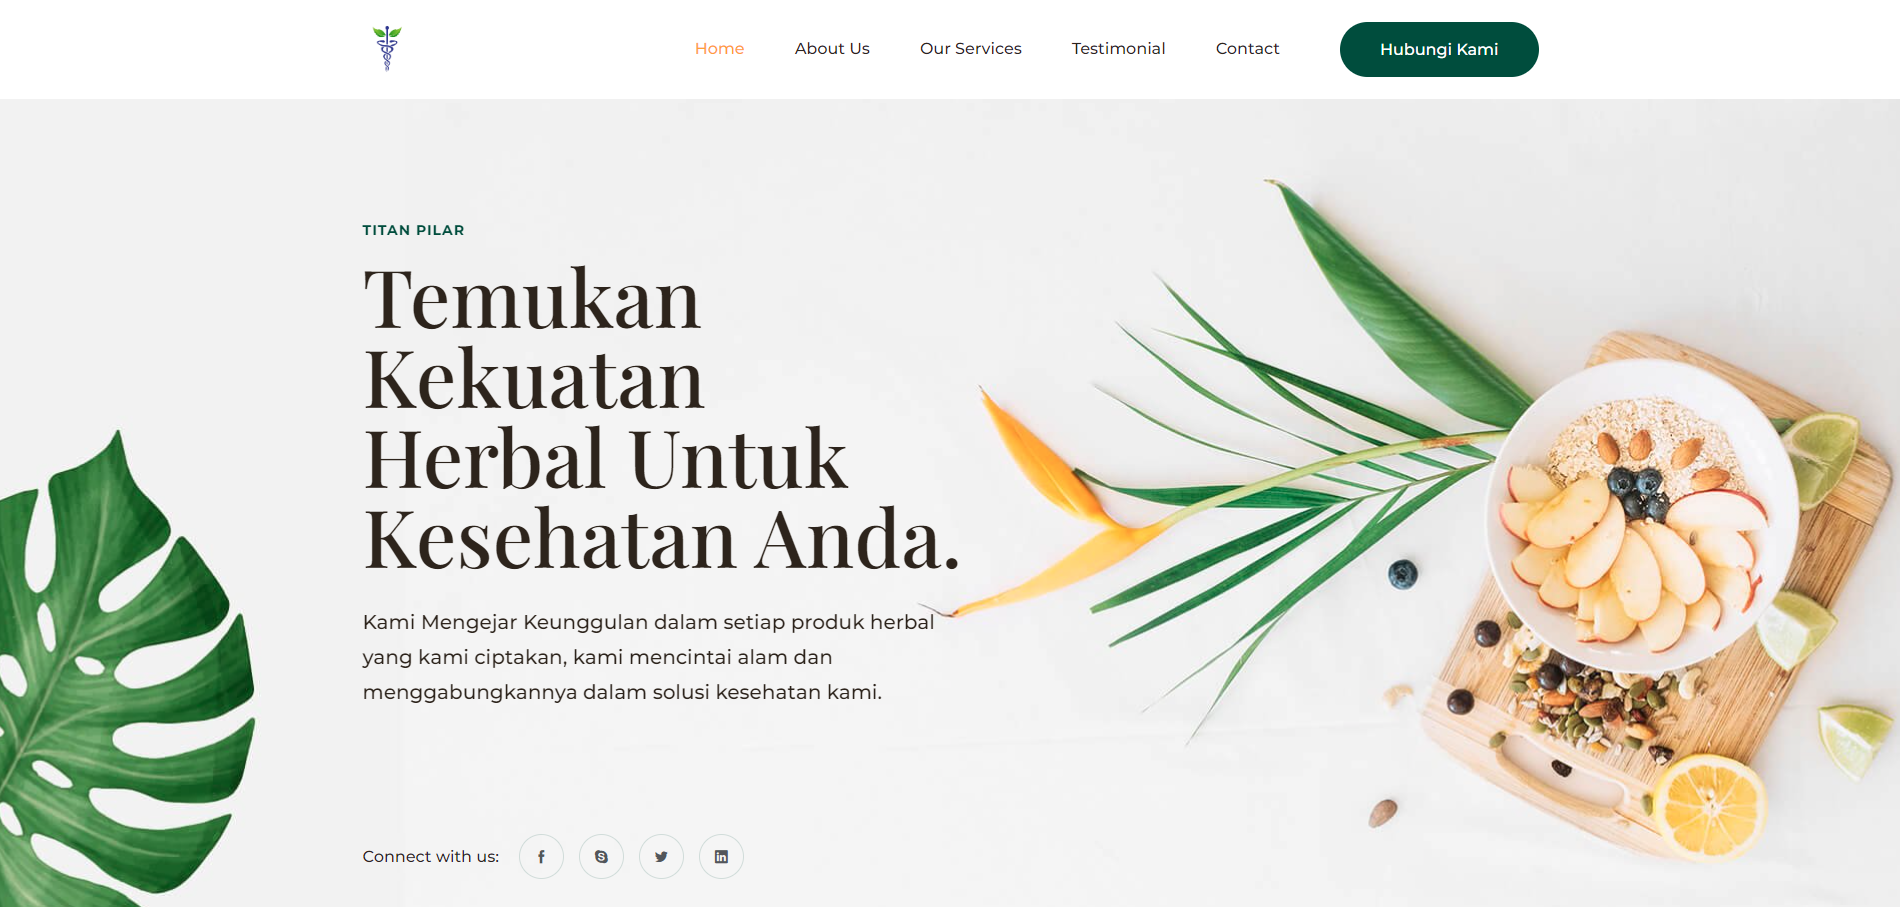 Home
About Us
Our Services
Testimonial
Contact
Hubungi Kami
TITAN PILAR
Temukan
Kekuatan
Herbal Untuk
Kesehatan Anda.
Kami Mengejar Keunggulan dalam setiap produk herbal
yang kami ciptakan, kami mencintai alam dan
menggabungkannya dalam solusi kesehatan kami.
Connect with us: